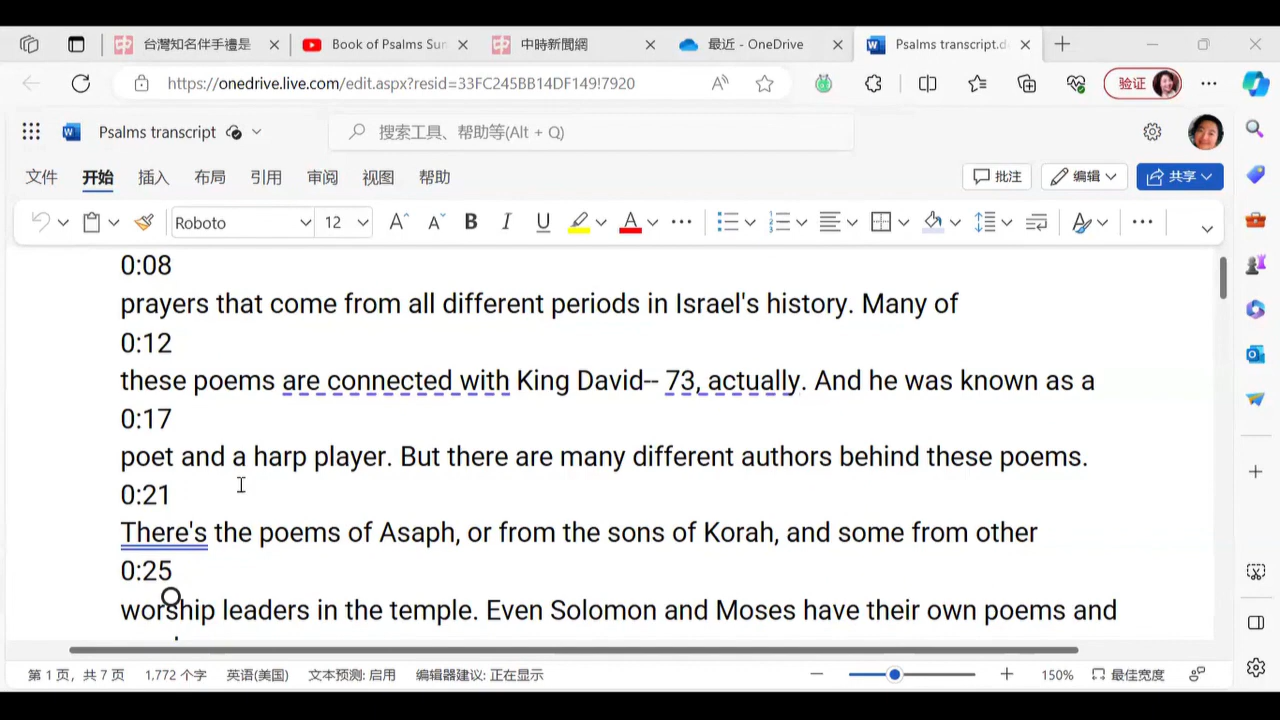 台灣知名伴手禮是
Book of Psalms Sur
中時新聞網
最近 - OneDrive
Psalms transcript.d
https://onedrive.live.com/edit.aspx?resid=33FC245BB14DF149!7920
验证
Psalms transcript
搜索工具、帮助等(Alt + Q)
文件 开始 插入 布局 引用 审阅 视图 帮助
批注 编辑 共享
Roboto 12
0:08
prayers that come from all different periods in Israel's history. Many of
0:12
these poems are connected with King David-- 73, actually. And he was known as a
0:17
poet and a harp player. But there are many different authors behind these poems.
0:21
There's the poems of Asaph, or from the sons of Korah, and some from other
0:25
worship leaders in the temple. Even Solomon and Moses have their own poems and
第 1 页，共 7 页 1,772 个字 英语(美国) 文本预测: 启用 编辑器建议: 正在显示 150% 最佳宽度